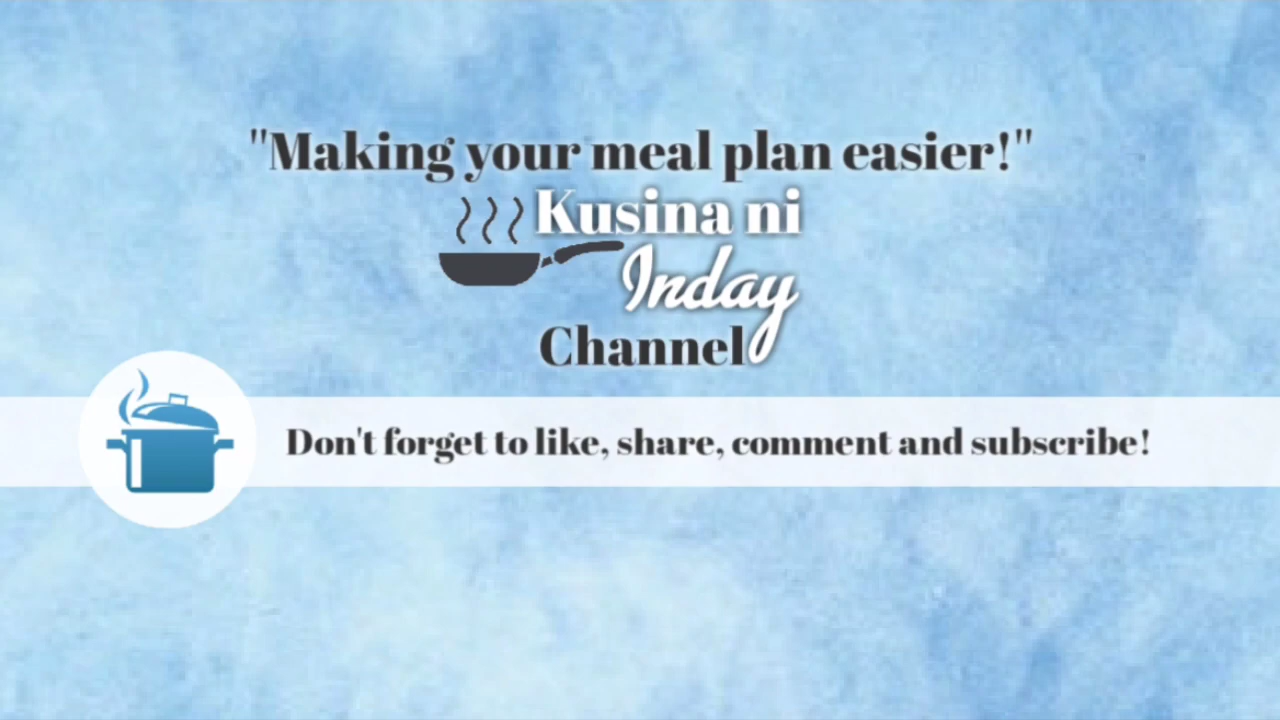 "Making your meal plan easier!"
Kusina ni
Inday
Channel
Don't forget to like, share, comment and subscribe!